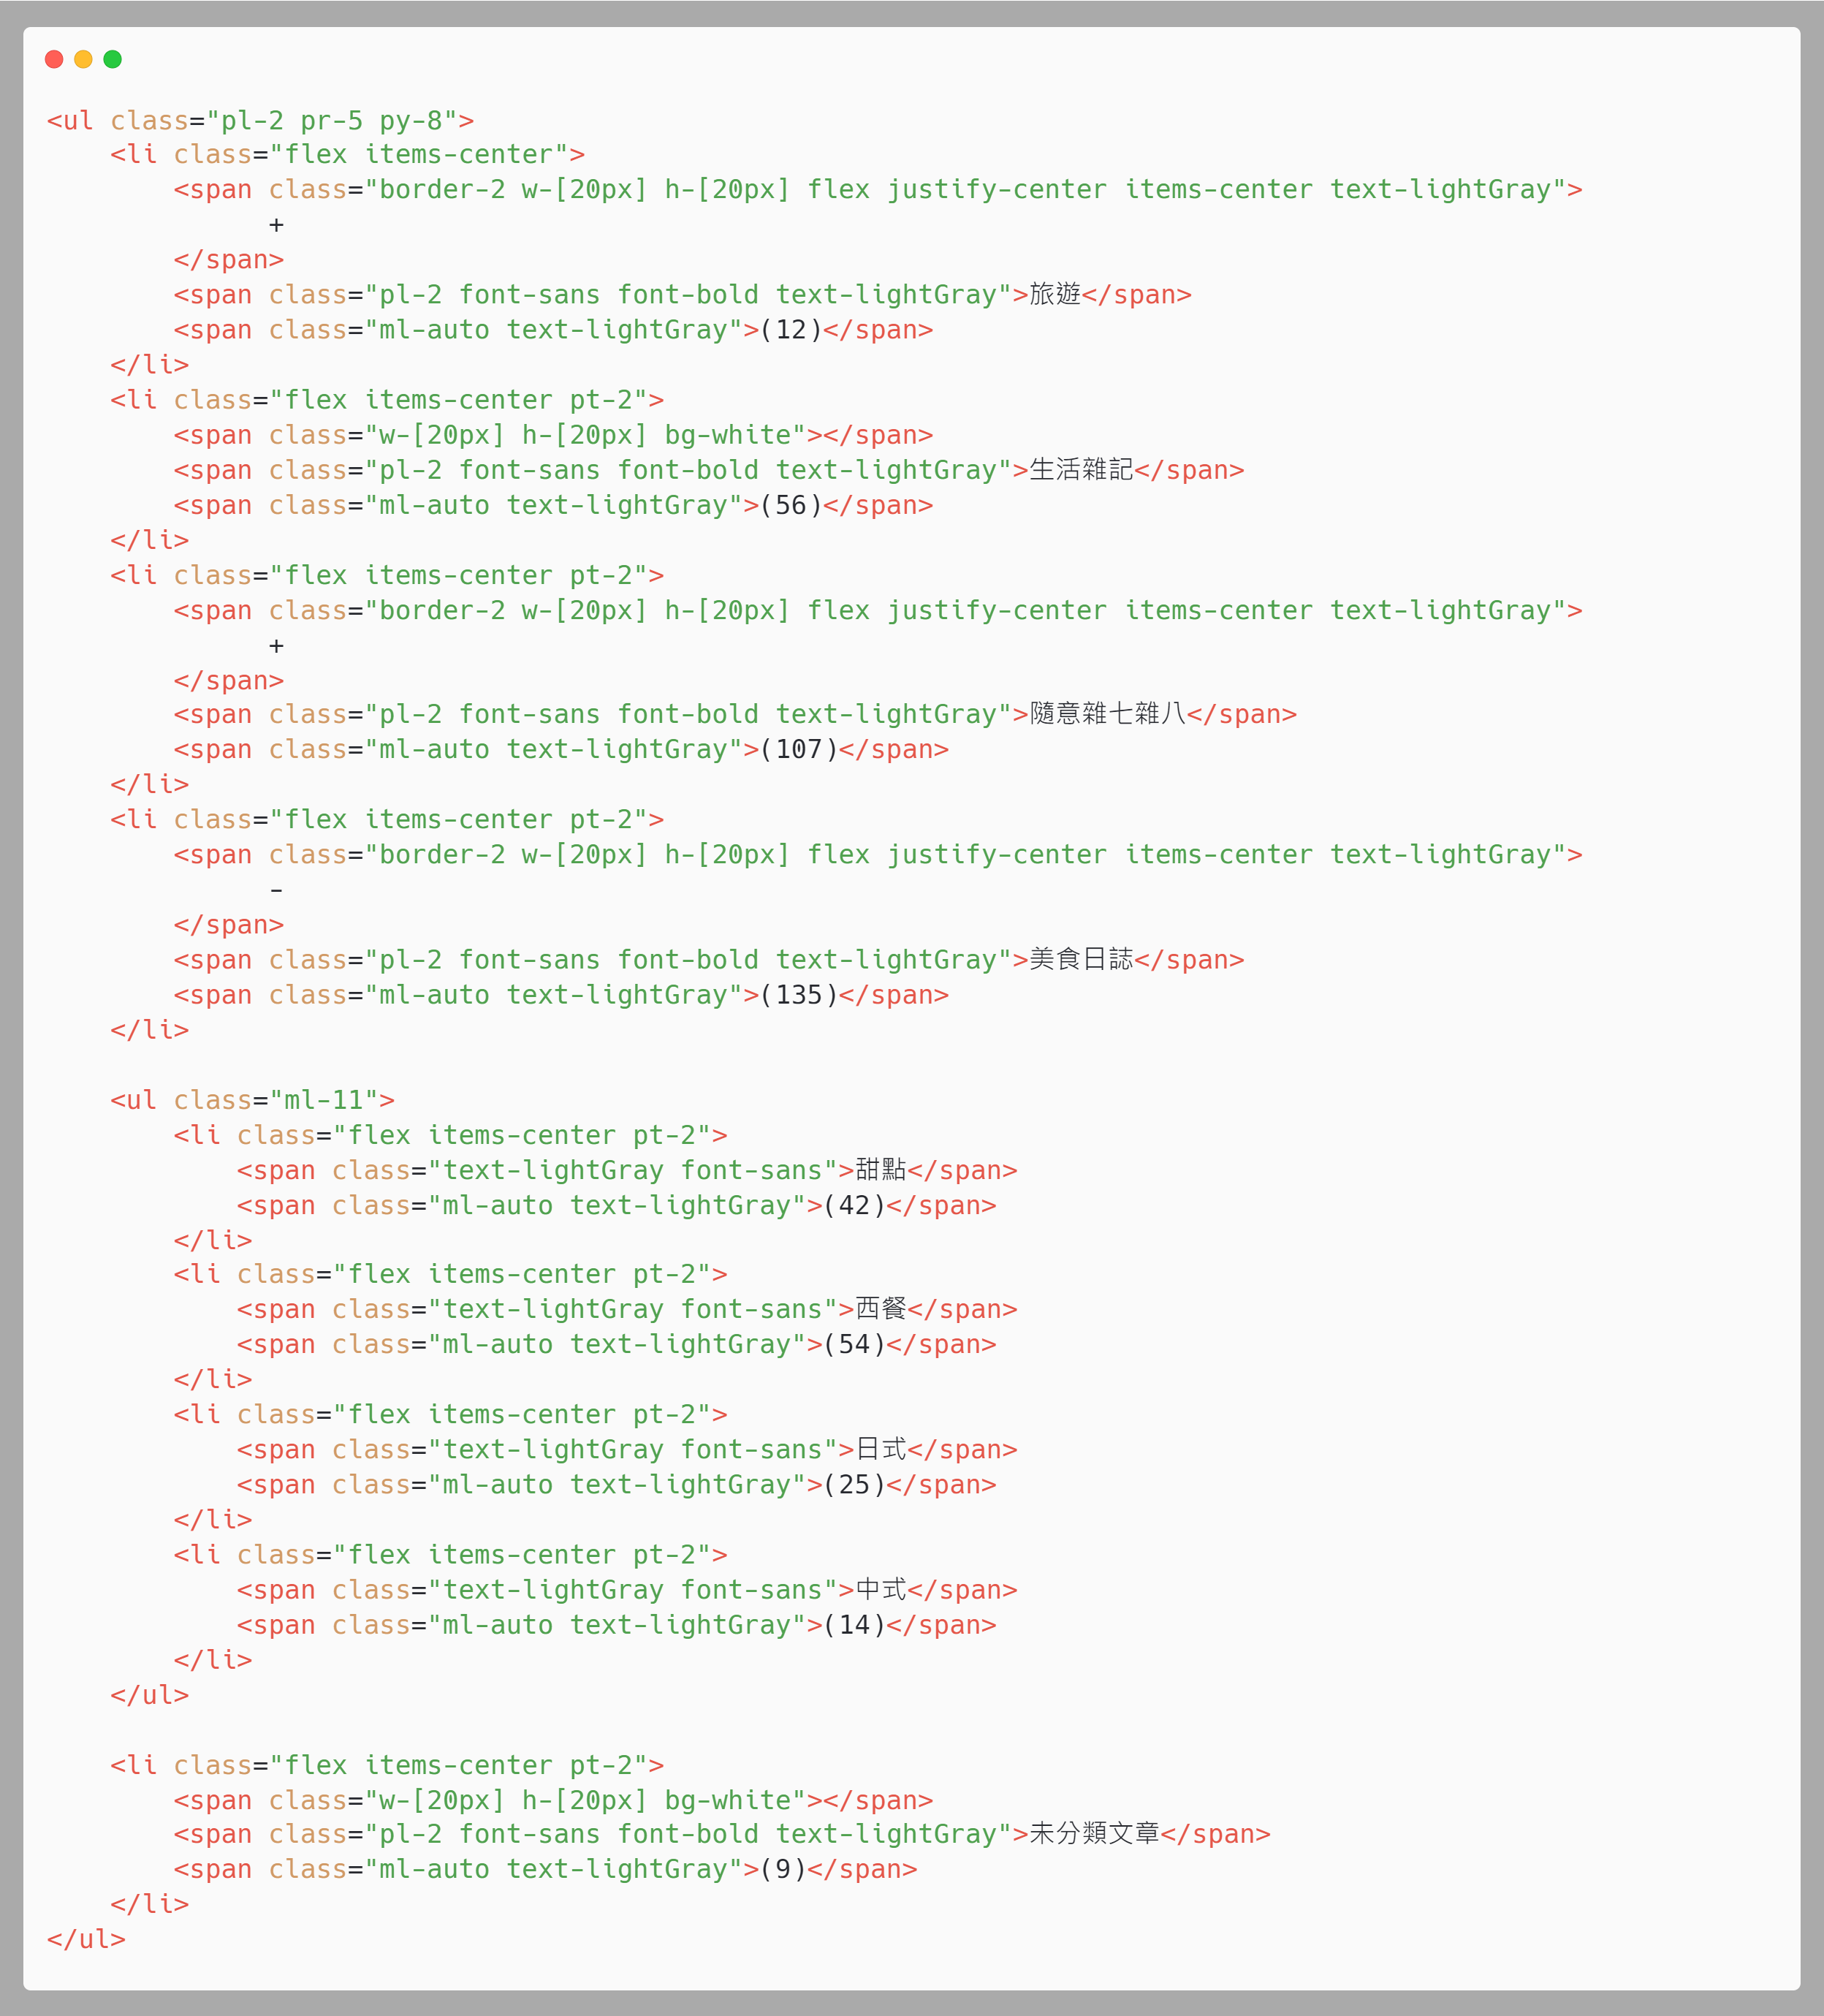 <ul class="pl-2 pr-5 py-8">
    <li class="flex items-center">
        <span class="border-2 w-[20px] h-[20px] flex justify-center items-center text-lightGray">
              +
        </span>
        <span class="pl-2 font-sans font-bold text-lightGray">旅遊</span>
        <span class="ml-auto text-lightGray">(12)</span>
    </li>
    <li class="flex items-center pt-2">
        <span class="w-[20px] h-[20px] bg-white"></span>
        <span class="pl-2 font-sans font-bold text-lightGray">生活雜記</span>
        <span class="ml-auto text-lightGray">(56)</span>
    </li>
    <li class="flex items-center pt-2">
        <span class="border-2 w-[20px] h-[20px] flex justify-center items-center text-lightGray">
              +
        </span>
        <span class="pl-2 font-sans font-bold text-lightGray">隨意雜七雜八</span>
        <span class="ml-auto text-lightGray">(107)</span>
    </li>
    <li class="flex items-center pt-2">
        <span class="border-2 w-[20px] h-[20px] flex justify-center items-center text-lightGray">
              -
        </span>
        <span class="pl-2 font-sans font-bold text-lightGray">美食日誌</span>
        <span class="ml-auto text-lightGray">(135)</span>
    </li>

    <ul class="ml-11">
        <li class="flex items-center pt-2">
            <span class="text-lightGray font-sans">甜點</span>
            <span class="ml-auto text-lightGray">(42)</span>
        </li>
        <li class="flex items-center pt-2">
            <span class="text-lightGray font-sans">西餐</span>
            <span class="ml-auto text-lightGray">(54)</span>
        </li>
        <li class="flex items-center pt-2">
            <span class="text-lightGray font-sans">日式</span>
            <span class="ml-auto text-lightGray">(25)</span>
        </li>
        <li class="flex items-center pt-2">
            <span class="text-lightGray font-sans">中式</span>
            <span class="ml-auto text-lightGray">(14)</span>
        </li>
    </ul>

    <li class="flex items-center pt-2">
        <span class="w-[20px] h-[20px] bg-white"></span>
        <span class="pl-2 font-sans font-bold text-lightGray">未分類文章</span>
        <span class="ml-auto text-lightGray">(9)</span>
    </li>
</ul>